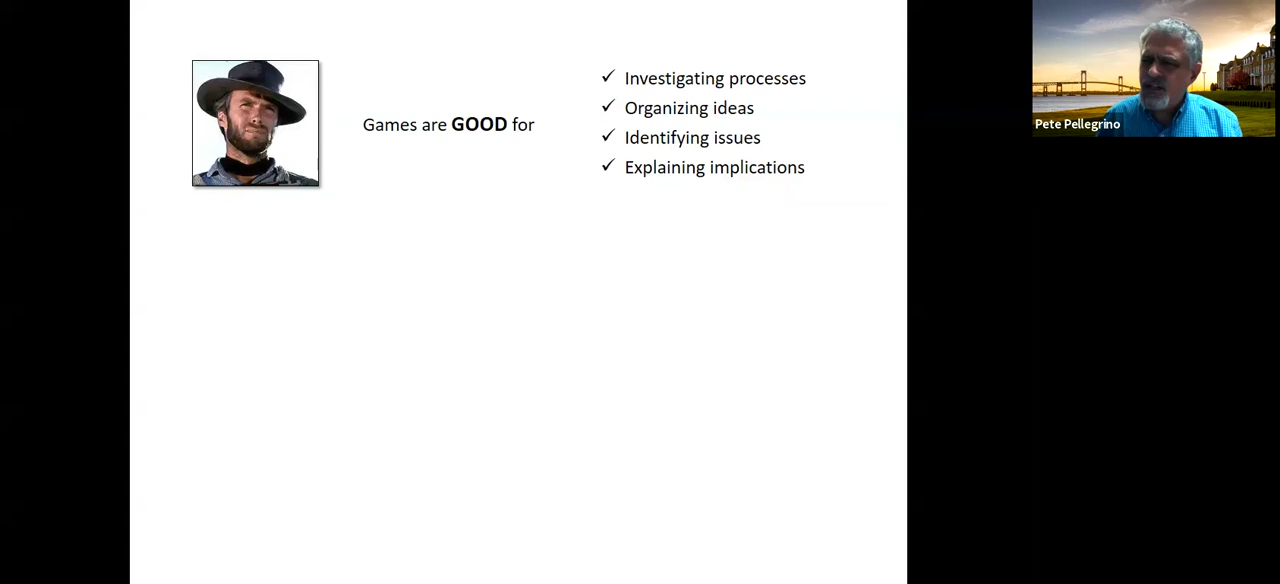 Games are GOOD for
✓ Investigating processes
✓ Organizing ideas
✓ Identifying issues
✓ Explaining implications
Pete Pellegrino